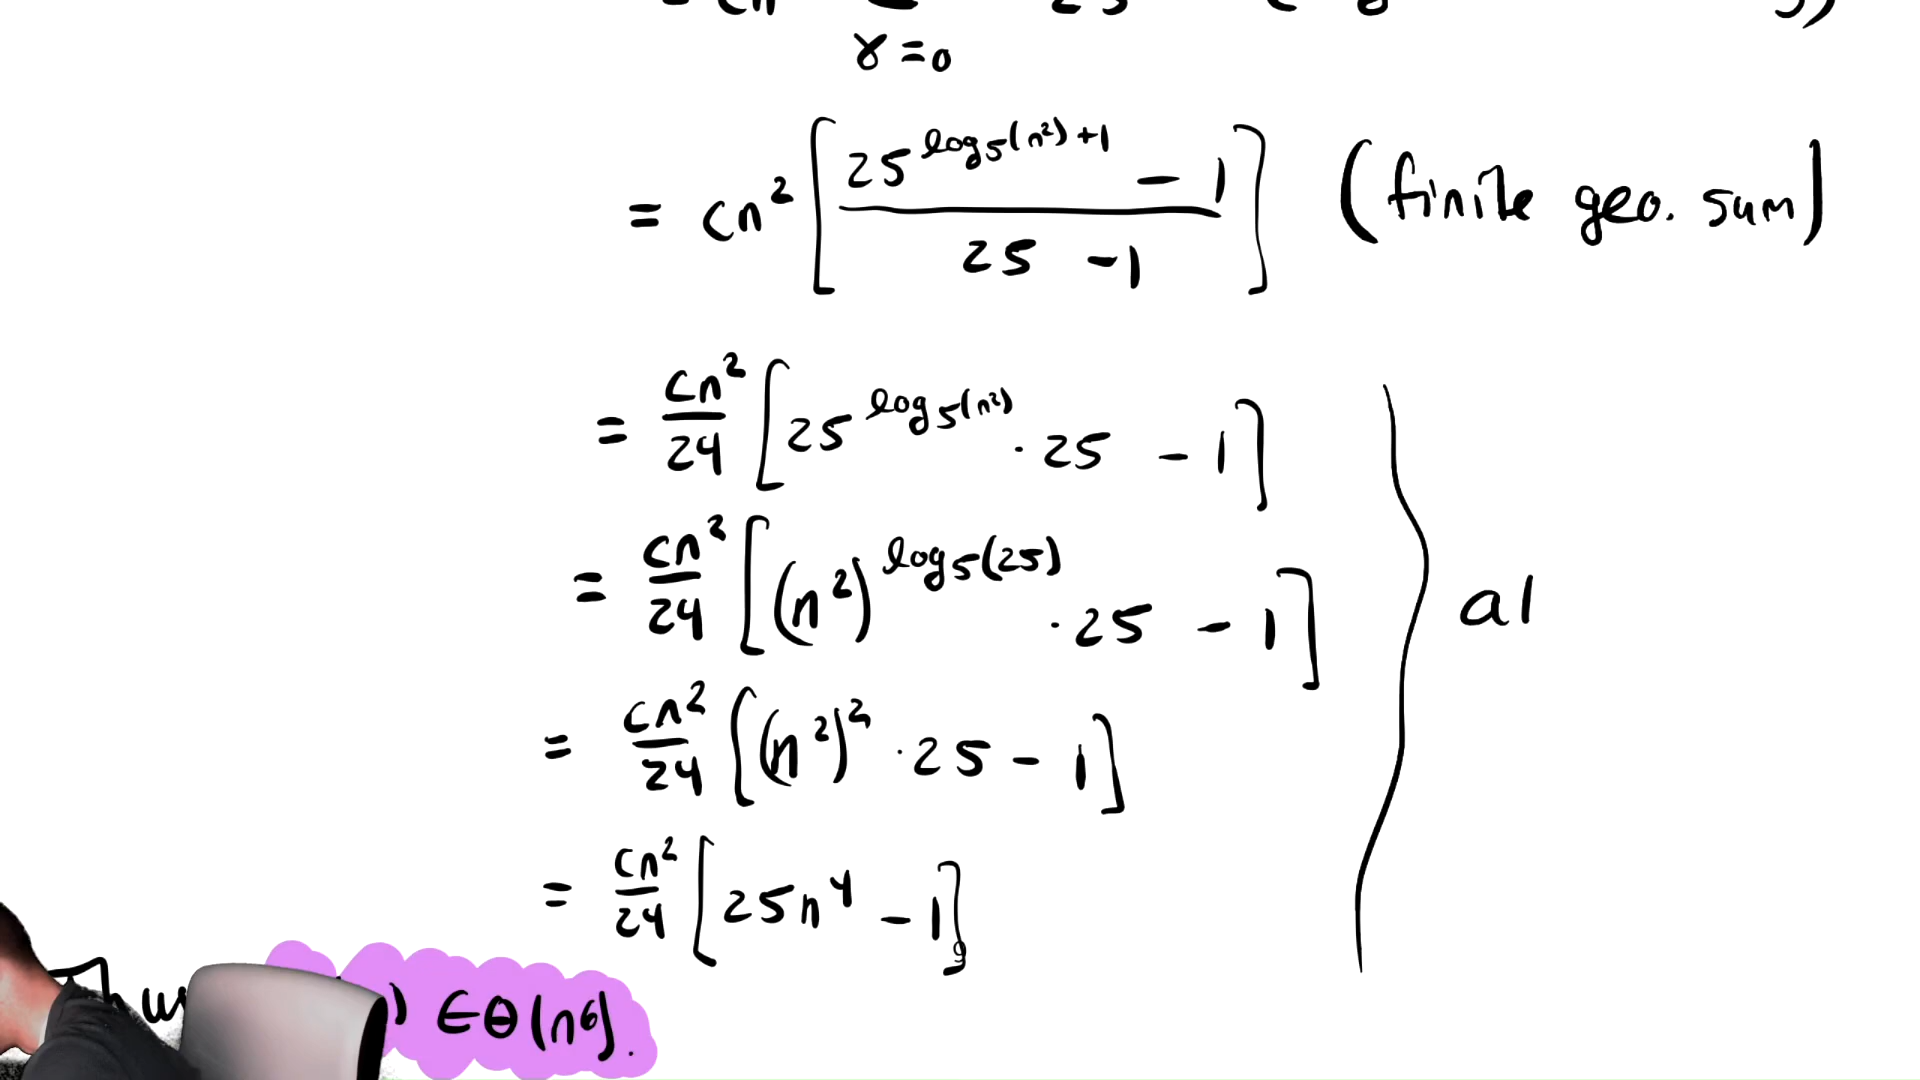 γ = 0
= cn² [ (25^(log₅(n²)+1) - 1) / (25 - 1) ] (finite geo. sum)
= cn²/24 [ 25^(log₅(n²)) · 25 - 1 ]
= cn²/24 [ (n²)^(log₅(25)) · 25 - 1 ]
al
= cn²/24 [ (n²)² · 25 - 1 ]
= cn²/24 [ 25n⁴ - 1 ],
) ∈ Θ(n⁶).